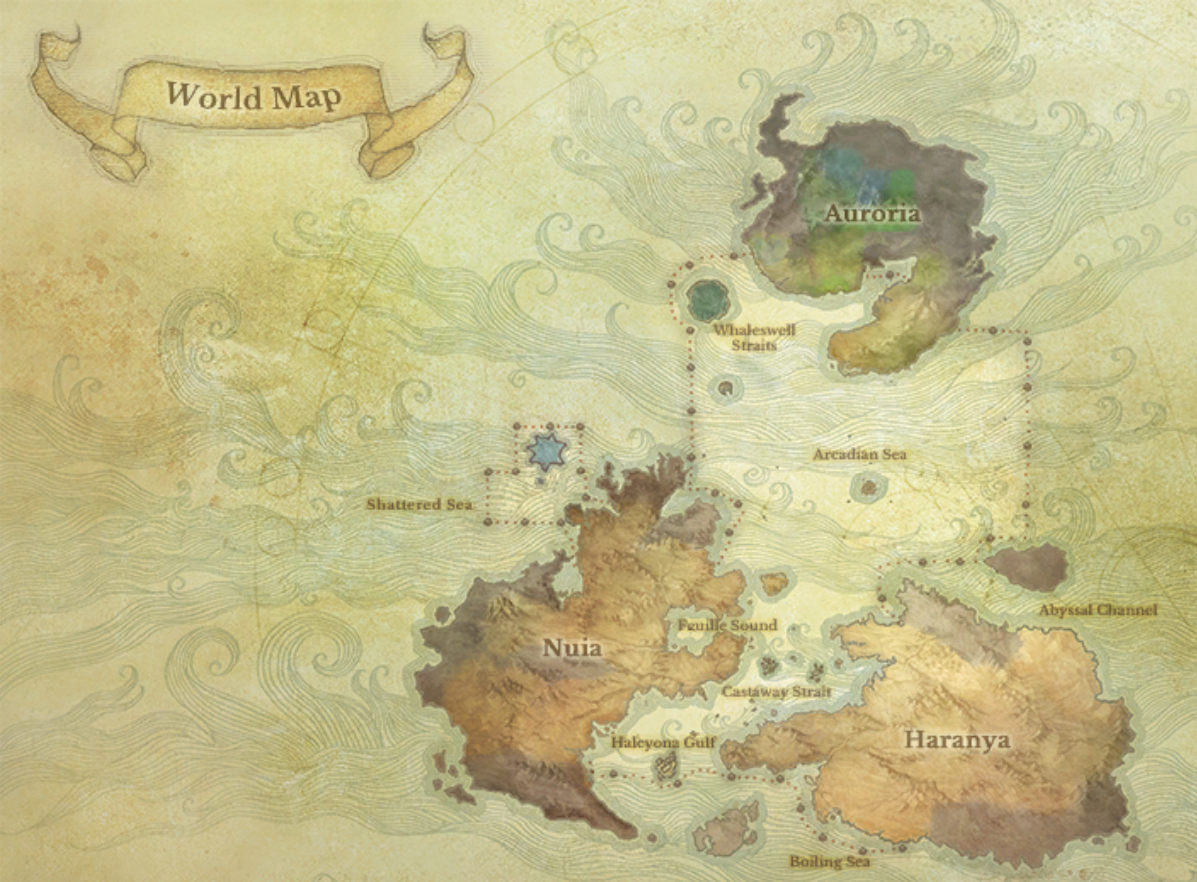 World Map
Auroria
Whaleswell
Straits
Arcadian Sea
Shattered Sea
Abyssal Channel
Feuille Sound
Nuia
Castaway Strait
Halcyona Gulf
Haranya
Boiling Sea